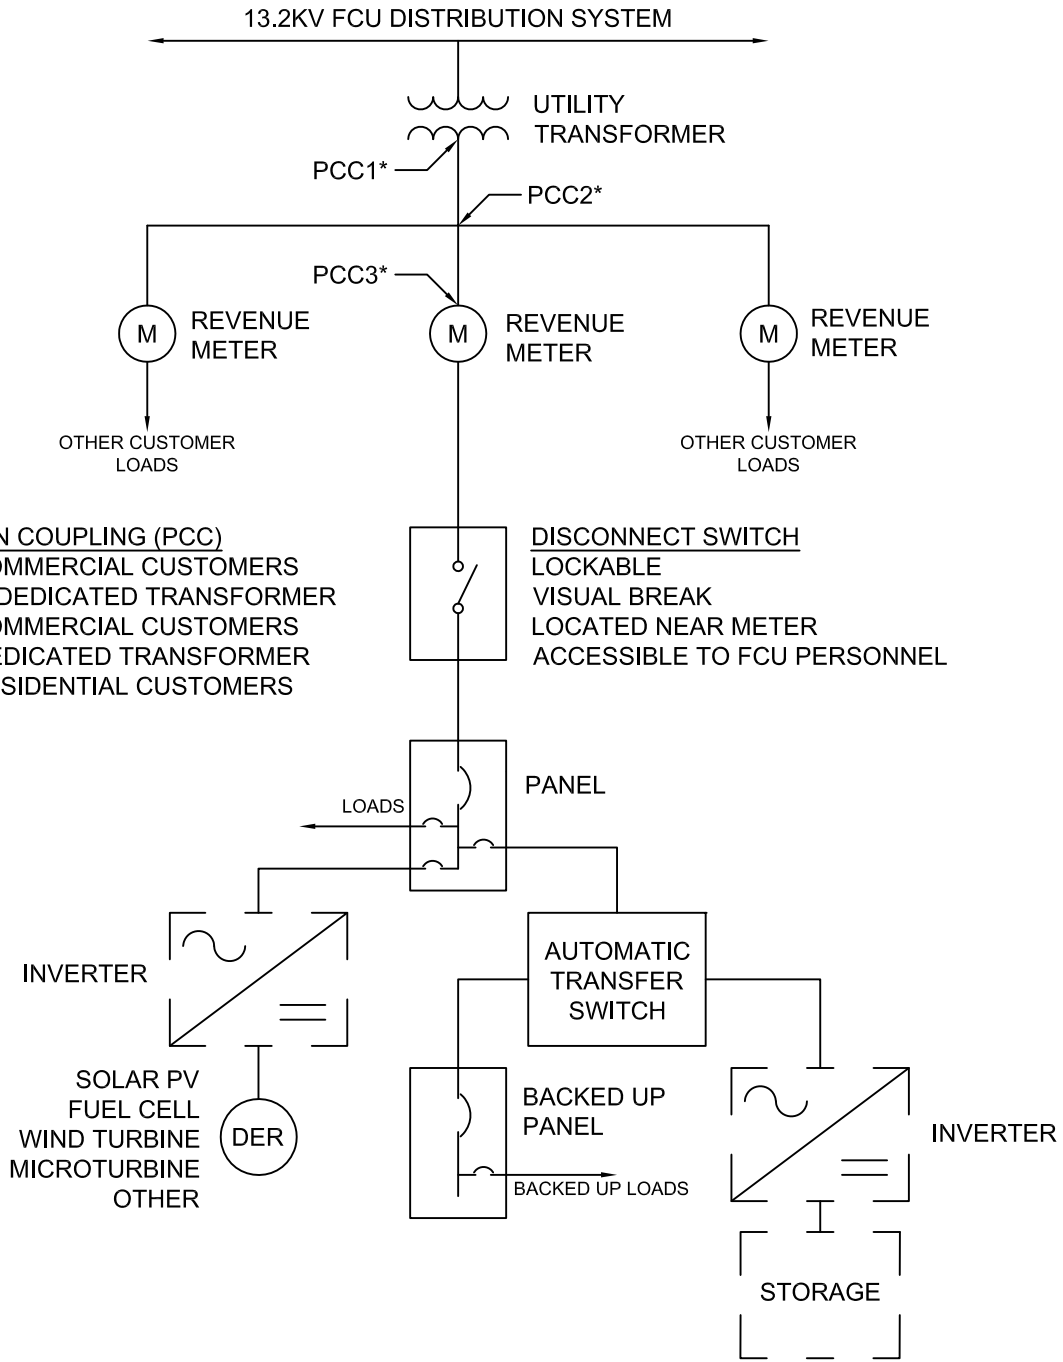 13.2KV FCU DISTRIBUTION SYSTEM
UTILITY
TRANSFORMER
PCC1*
PCC2*
PCC3*
M
REVENUE
METER
M
REVENUE
METER
M
REVENUE
METER
OTHER CUSTOMER
LOADS
OTHER CUSTOMER
LOADS
N COUPLING (PCC)
OMMERCIAL CUSTOMERS
DEDICATED TRANSFORMER
OMMERCIAL CUSTOMERS
EDICATED TRANSFORMER
SIDENTIAL CUSTOMERS
DISCONNECT SWITCH
LOCKABLE
VISUAL BREAK
LOCATED NEAR METER
ACCESSIBLE TO FCU PERSONNEL
PANEL
LOADS
INVERTER
AUTOMATIC
TRANSFER
SWITCH
SOLAR PV
FUEL CELL
WIND TURBINE
MICROTURBINE
OTHER
DER
BACKED UP
PANEL
BACKED UP LOADS
INVERTER
STORAGE